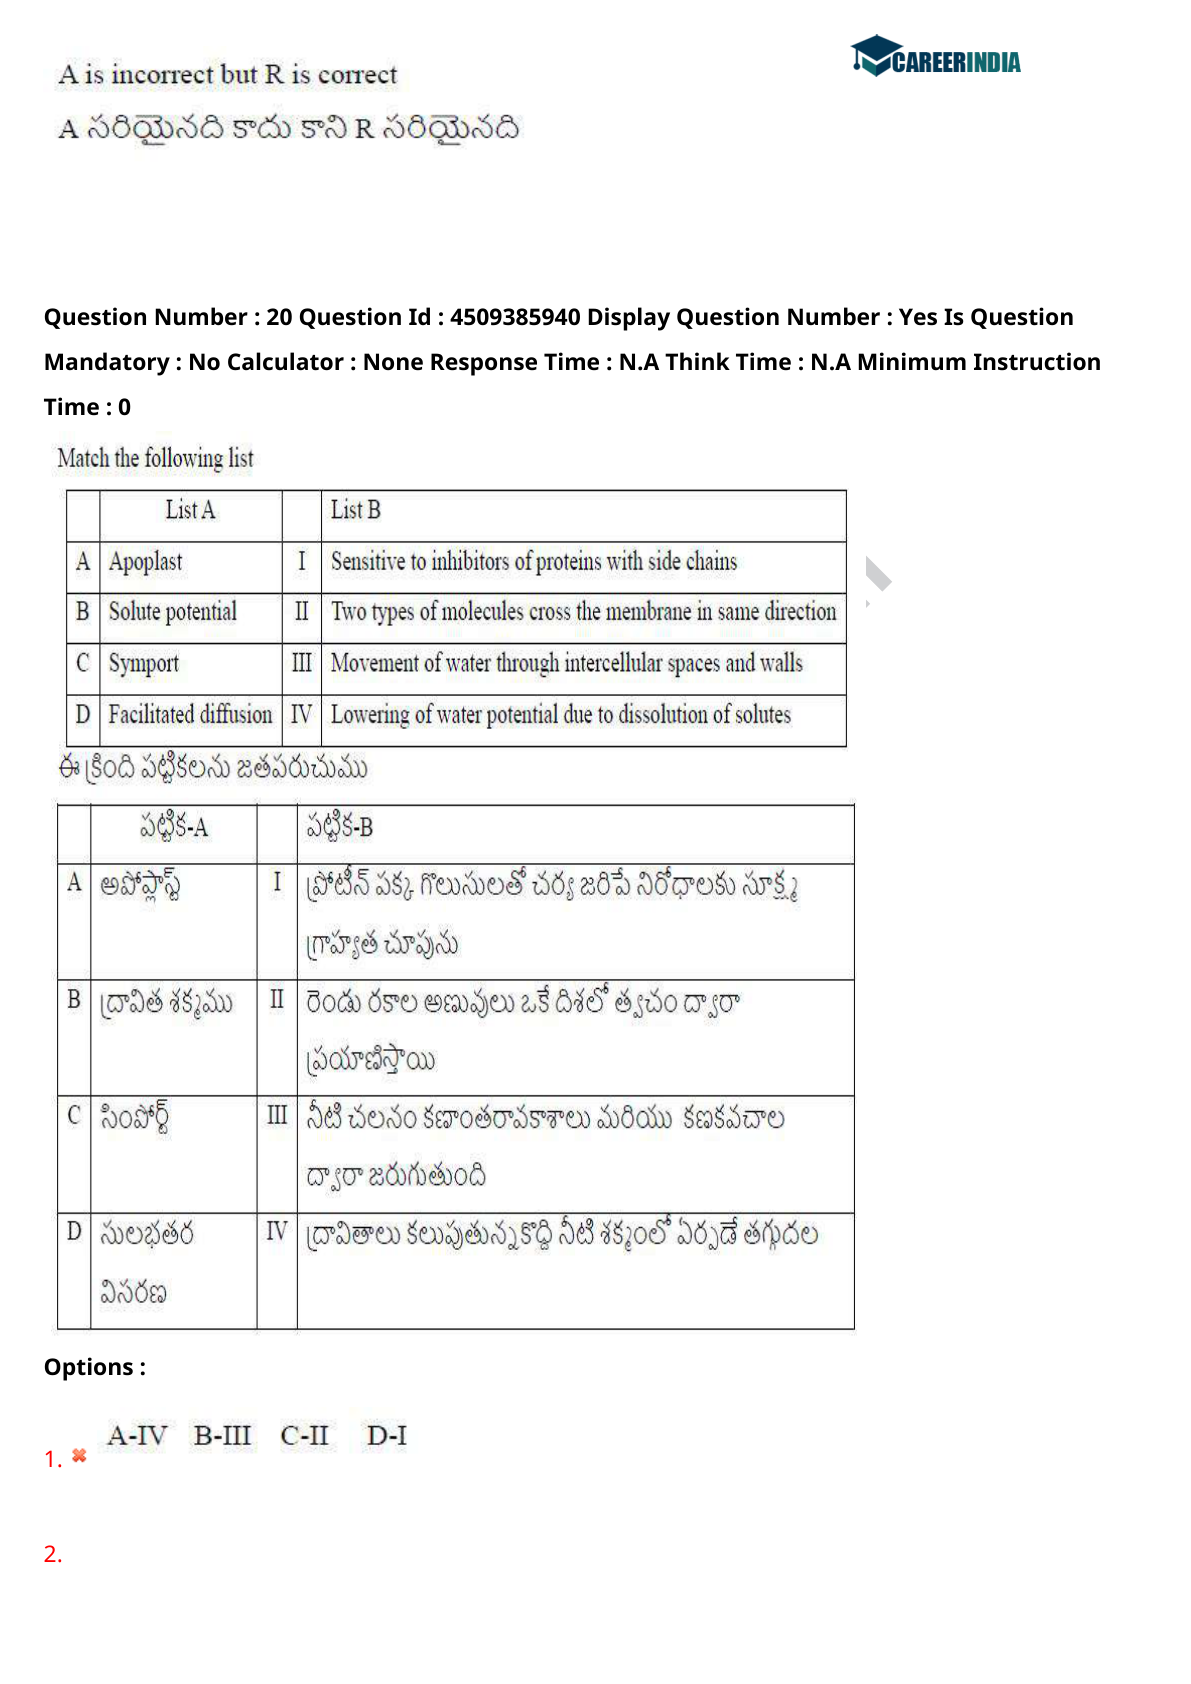 CAREERINDIA
A is incorrect but R is correct
A సరియైనది కాదు కాని R సరియైనది
Question Number : 20 Question Id : 4509385940 Display Question Number : Yes Is Question
Mandatory : No Calculator : None Response Time : N.A Think Time : N.A Minimum Instruction
Time : 0
Match the following list
List A List B
A Apoplast I Sensitive to inhibitors of proteins with side chains
B Solute potential II Two types of molecules cross the membrane in same direction
C Symport III Movement of water through intercellular spaces and walls
D Facilitated diffusion IV Lowering of water potential due to dissolution of solutes
ఈ క్రింది పట్టికలను జతపరుచుము
పట్టిక-A పట్టిక-B
A అపోప్లాస్ట్ I ప్రోటీన్ పక్క గొలుసులతో చర్య జరిపే నిరోధాలకు సూక్ష్మ
గ్రాహ్యత చూపును
B ద్రావిత శక్మము II రెండు రకాల అణువులు ఒకే దిశలో త్వచం ద్వారా
ప్రయాణిస్తాయి
C సింపోర్ట్ III నీటి చలనం కణాంతరావకాశాలు మరియు కణకవచాల
ద్వారా జరుగుతుంది
D సులభతర IV ద్రావితాలు కలుపుతున్నకొద్ది నీటి శక్మంలో ఏర్పడే తగ్గుదల
విసరణ
Options :
A-IV B-III C-II D-I
1.
2.